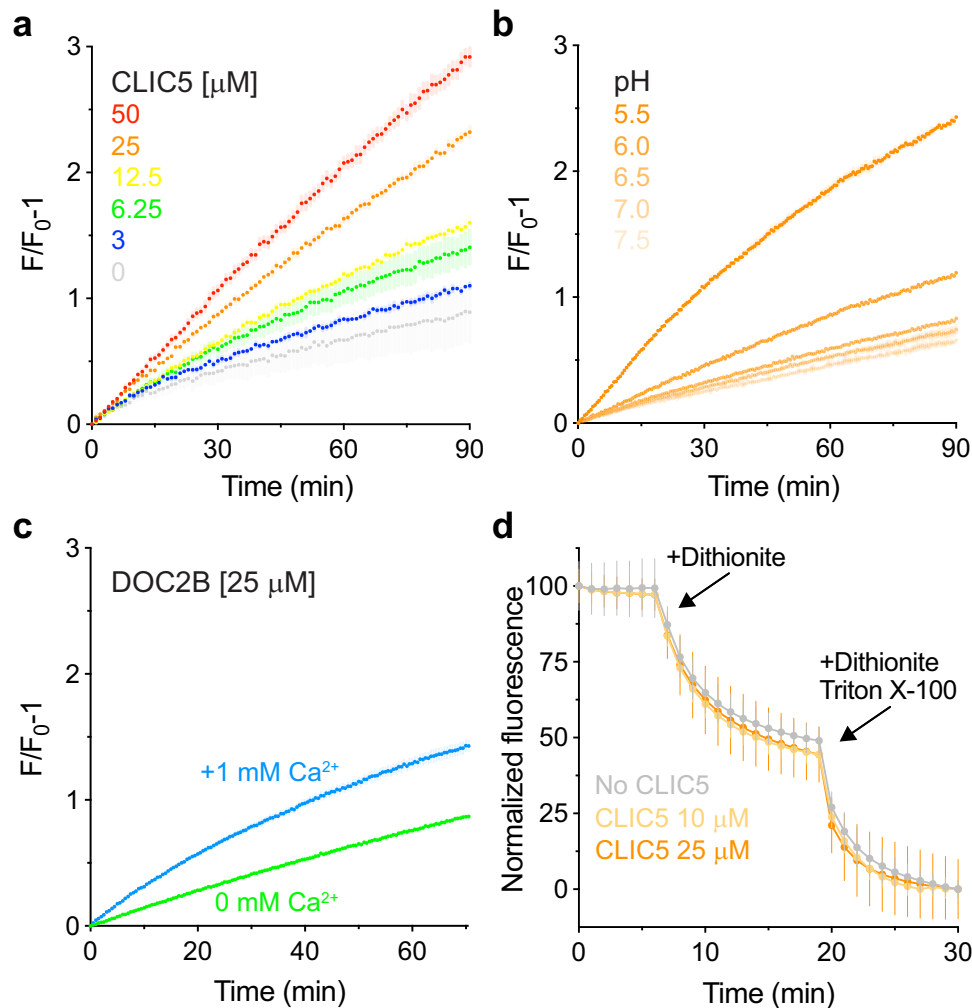 a
3
2
1
0
F/F0-1
CLIC5 [μM]
50
25
12.5
6.25
3
0
0
30
60
90
Time (min)
b
3
2
1
0
F/F0-1
pH
5.5
6.0
6.5
7.0
7.5
0
30
60
90
Time (min)
c
3
2
1
0
F/F0-1
DOC2B [25 μM]
+1 mM Ca2+
0 mM Ca2+
0
20
40
60
Time (min)
d
100
75
50
25
0
Normalized fluorescence
+Dithionite
+Dithionite
Triton X-100
No CLIC5
CLIC5 10 μM
CLIC5 25 μM
0
10
20
30
Time (min)